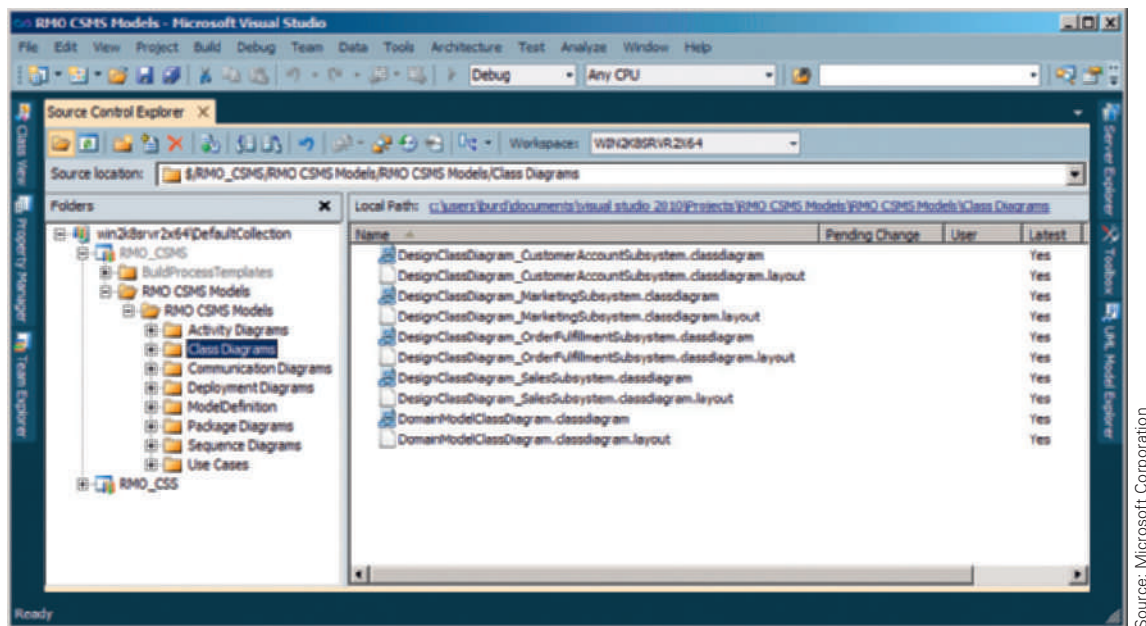 RMO CSMS Models - Microsoft Visual Studio
File Edit View Project Build Debug Team Data Tools Architecture Test Analyze Window Help
Debug Any CPU
Source Control Explorer X
Workspace: WIN2K8SRVR2X64
Source location: $/RMO_CSMS/RMO CSMS Models/RMO CSMS Models/Class Diagrams
Folders
Local Path: c:\users\burd\documents\visual studio 2010\Projects\RMO CSMS Models\RMO CSMS Models\Class Diagrams
win2k8srvr2x64\DefaultCollection
RMO_CSMS
BuildProcessTemplates
RMO CSMS Models
RMO CSMS Models
Activity Diagrams
Class Diagrams
Communication Diagrams
Deployment Diagrams
ModelDefinition
Package Diagrams
Sequence Diagrams
Use Cases
RMO_CSS
Name Pending Change User Latest
DesignClassDiagram_CustomerAccountSubsystem.classdiagram Yes
DesignClassDiagram_CustomerAccountSubsystem.classdiagram.layout Yes
DesignClassDiagram_MarketingSubsystem.classdiagram Yes
DesignClassDiagram_MarketingSubsystem.classdiagram.layout Yes
DesignClassDiagram_OrderFulfillmentSubsystem.classdiagram Yes
DesignClassDiagram_OrderFulfillmentSubsystem.classdiagram.layout Yes
DesignClassDiagram_SalesSubsystem.classdiagram Yes
DesignClassDiagram_SalesSubsystem.classdiagram.layout Yes
DomainModelClassDiagram.classdiagram Yes
DomainModelClassDiagram.classdiagram.layout Yes
Class View
Property Manager
Team Explorer
Server Explorer
Toolbox
UML Model Explorer
Ready
Source: Microsoft Corporation